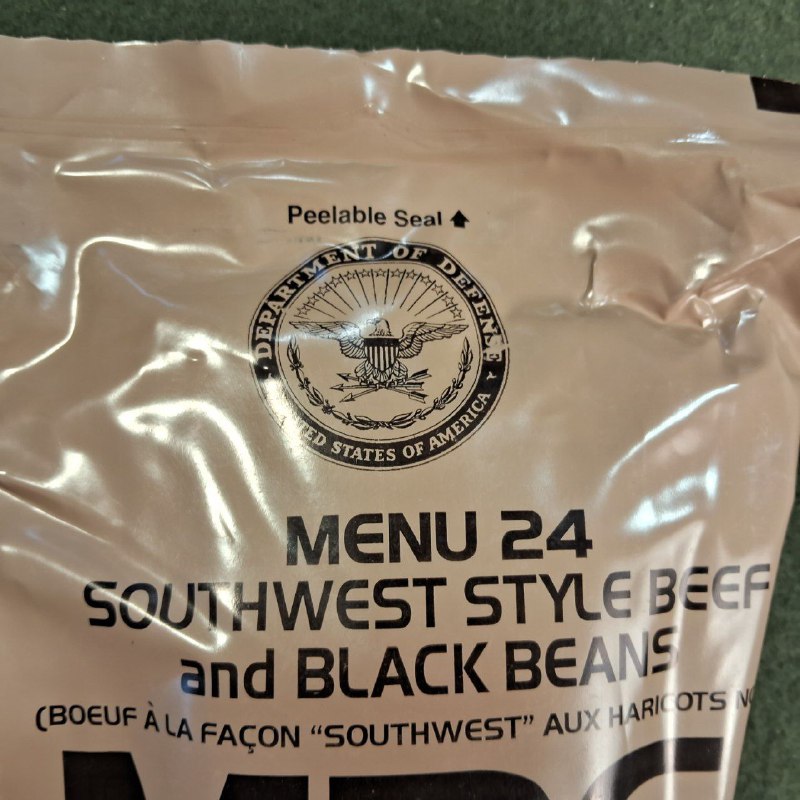 Peelable Seal
DEPARTMENT OF DEFENSE
UNITED STATES OF AMERICA
MENU 24
SOUTHWEST STYLE BEEF
and BLACK BEANS
(BOEUF À LA FAÇON “SOUTHWEST” AUX HARICOTS